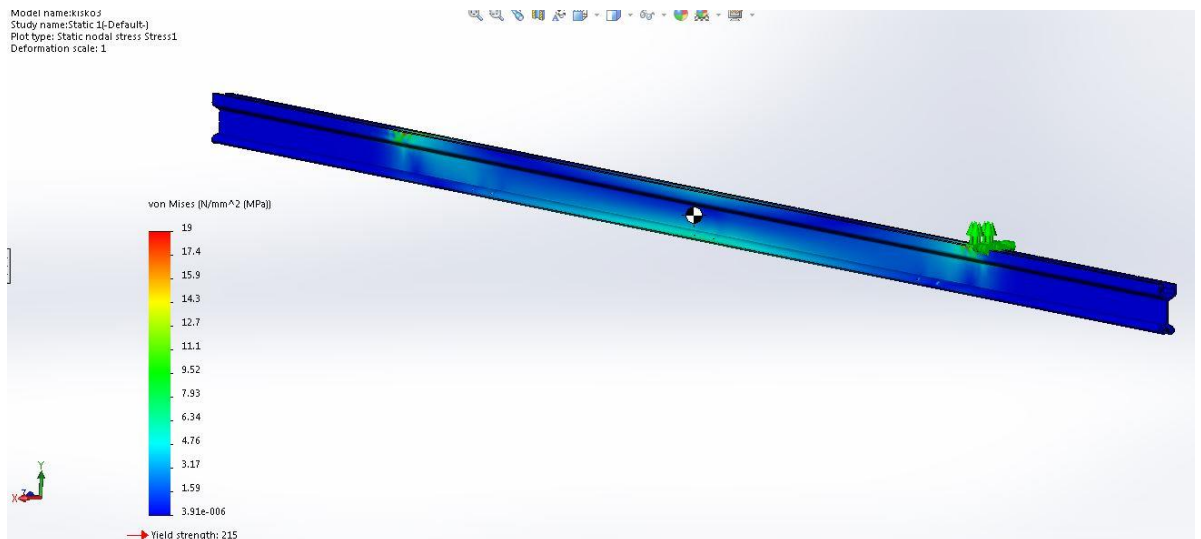 Model name:kisko3
Study name:Static 1(-Default-)
Plot type: Static nodal stress Stress1
Deformation scale: 1
von Mises (N/mm^2 (MPa))
19
17.4
15.9
14.3
12.7
11.1
9.52
7.93
6.34
4.76
3.17
1.59
3.91e-006
Yield strength: 215
Y
X
Z